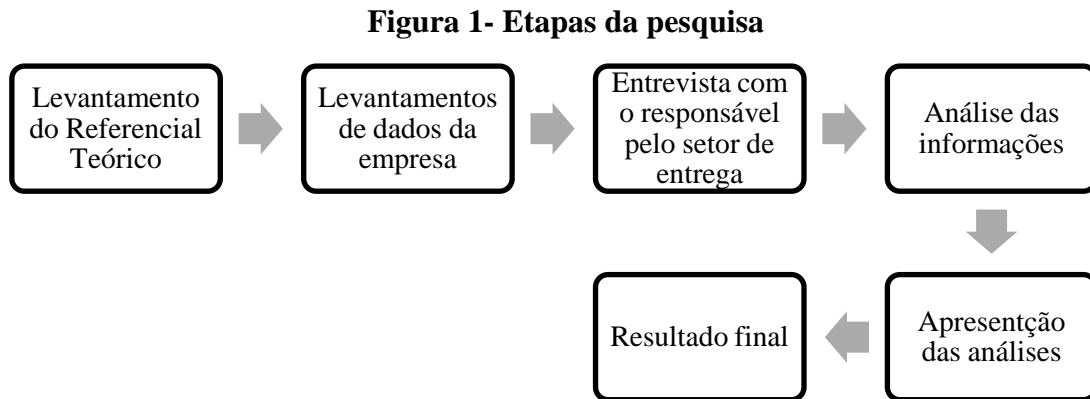 Figura 1- Etapas da pesquisa
Levantamento
do Referencial
Teórico
Levantamentos
de dados da
empresa
Entrevista com
o responsável
pelo setor de
entrega
Análise das
informações
Apresentção
das análises
Resultado final